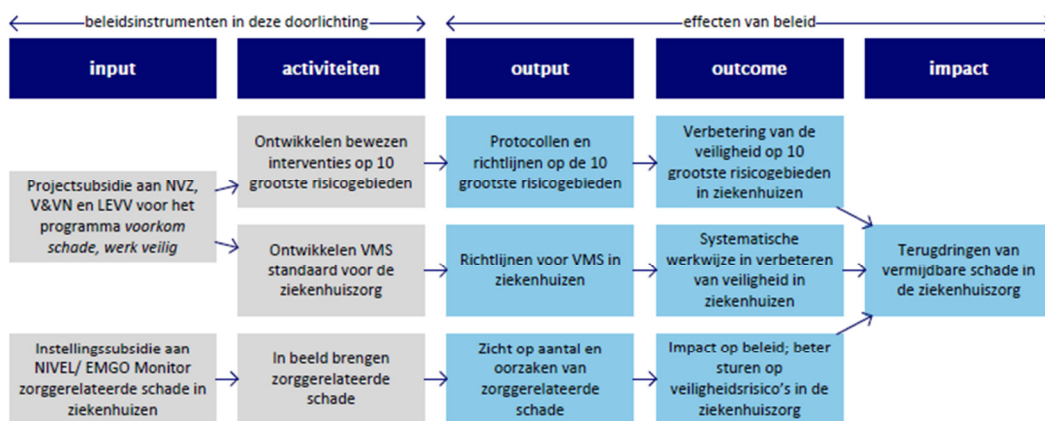 beleidsinstrumenten in deze doorlichting
effecten van beleid
input
activiteiten
output
outcome
impact
Projectsubsidie aan NVZ,
V&VN en LEVV voor het
programma voorkom
schade, werk veilig
Ontwikkelen bewezen
interventies op 10
grootste risicogebieden
Protocollen en
richtlijnen op de 10
grootste risicogebieden
Verbetering van de
veiligheid op 10
grootste risicogebieden
in ziekenhuizen
Ontwikkelen VMS
standaard voor de
ziekenhuiszorg
Richtlijnen voor VMS in
ziekenhuizen
Systematische
werkwijze in verbeteren
van veiligheid in
ziekenhuizen
Terugdringen van
vermijdbare schade in
de ziekenhuiszorg
Instellingssubsidie aan
NIVEL/ EMGO Monitor
zorggerelateerde schade in
ziekenhuizen
In beeld brengen
zorggerelateerde
schade
Zicht op aantal en
oorzaken van
zorggerelateerde
schade
Impact op beleid; beter
sturen op
veiligheidsrisico's in de
ziekenhuiszorg